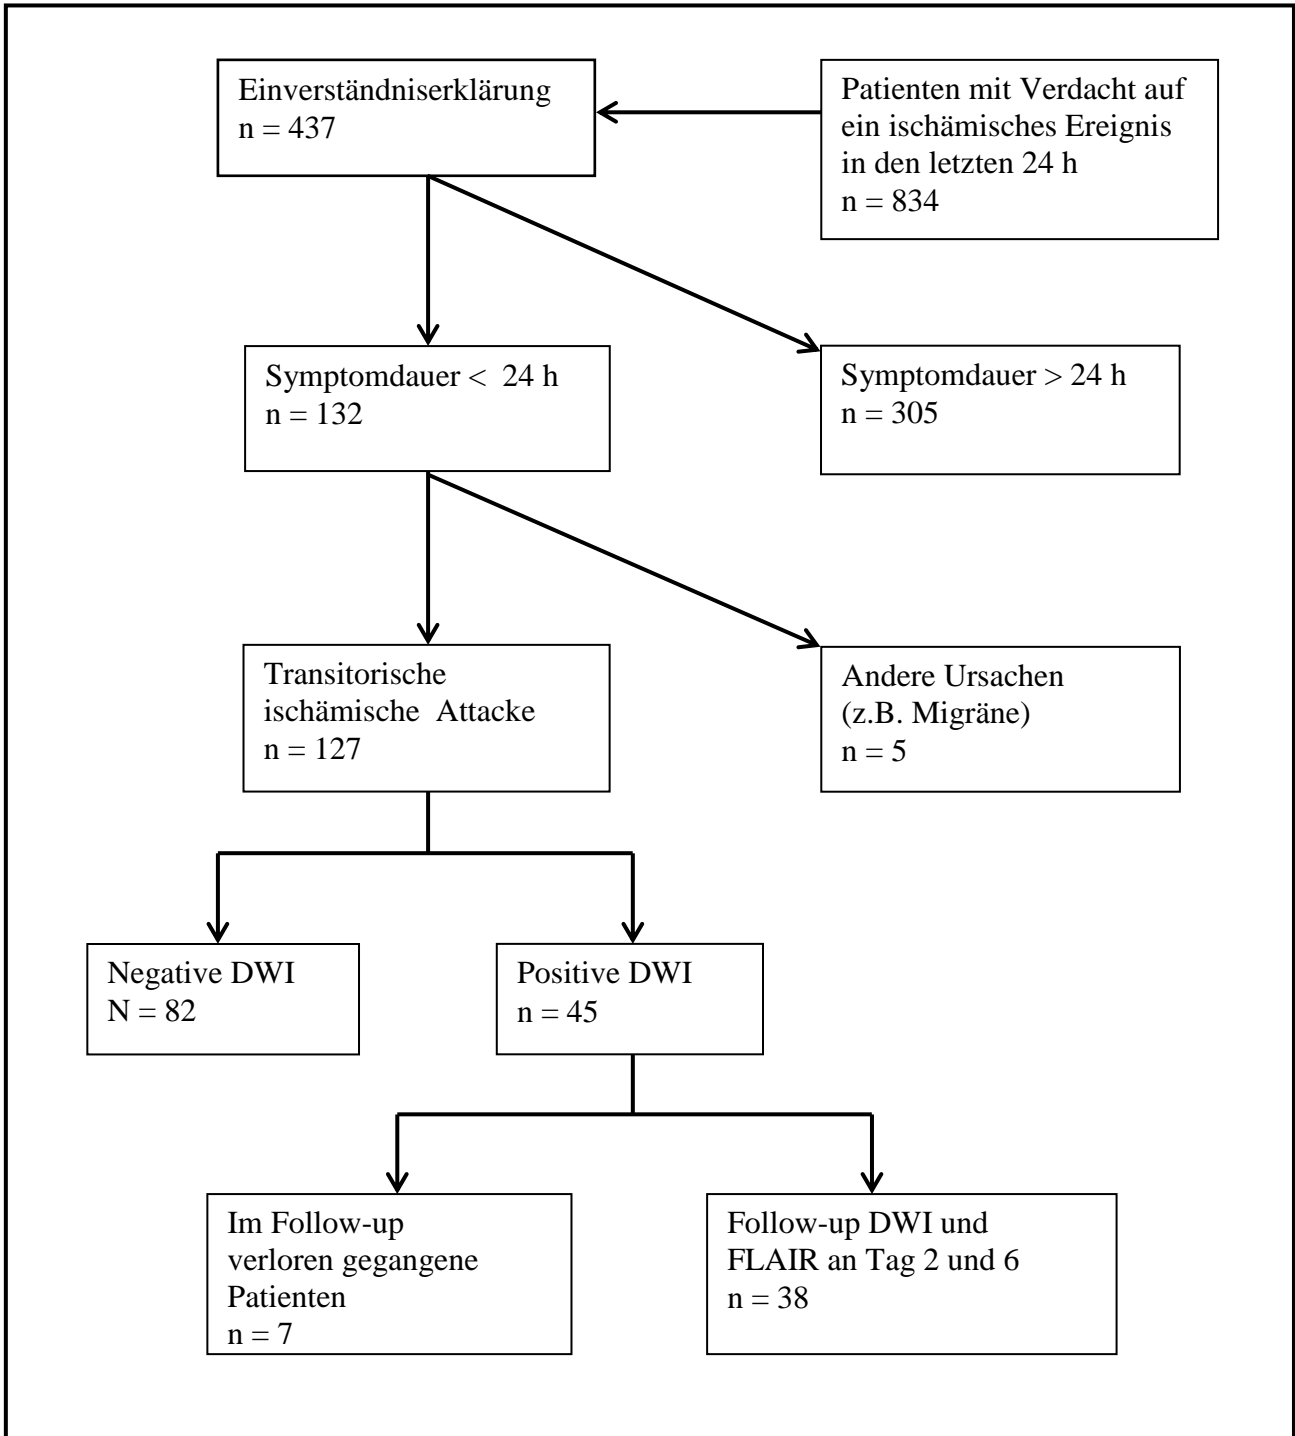 Einverständniserklärung
n = 437
Patienten mit Verdacht auf
ein ischämisches Ereignis
in den letzten 24 h
n = 834
Symptomdauer < 24 h
n = 132
Symptomdauer > 24 h
n = 305
Transitorische
ischämische Attacke
n = 127
Andere Ursachen
(z.B. Migräne)
n = 5
Negative DWI
N = 82
Positive DWI
n = 45
Im Follow-up
verloren gegangene
Patienten
n = 7
Follow-up DWI und
FLAIR an Tag 2 und 6
n = 38